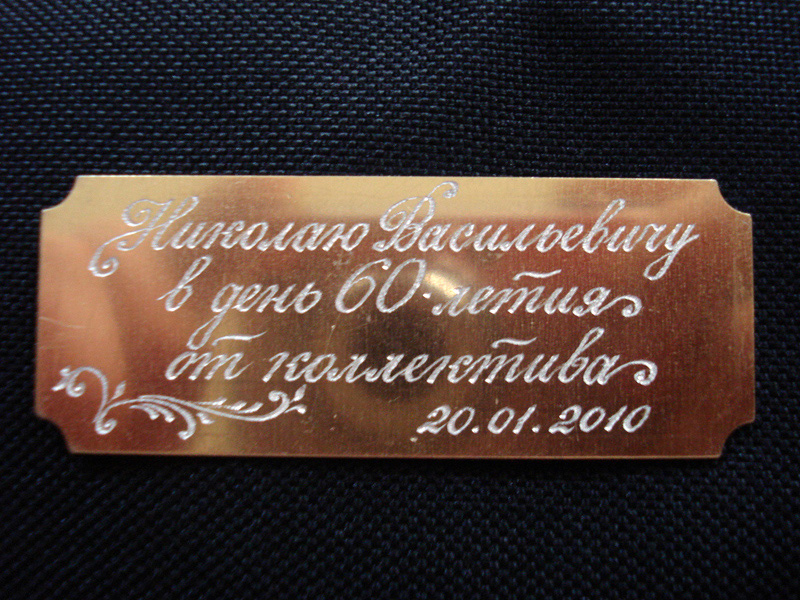 Николаю Васильевичу
в день 60-летия
от коллектива
20.01.2010